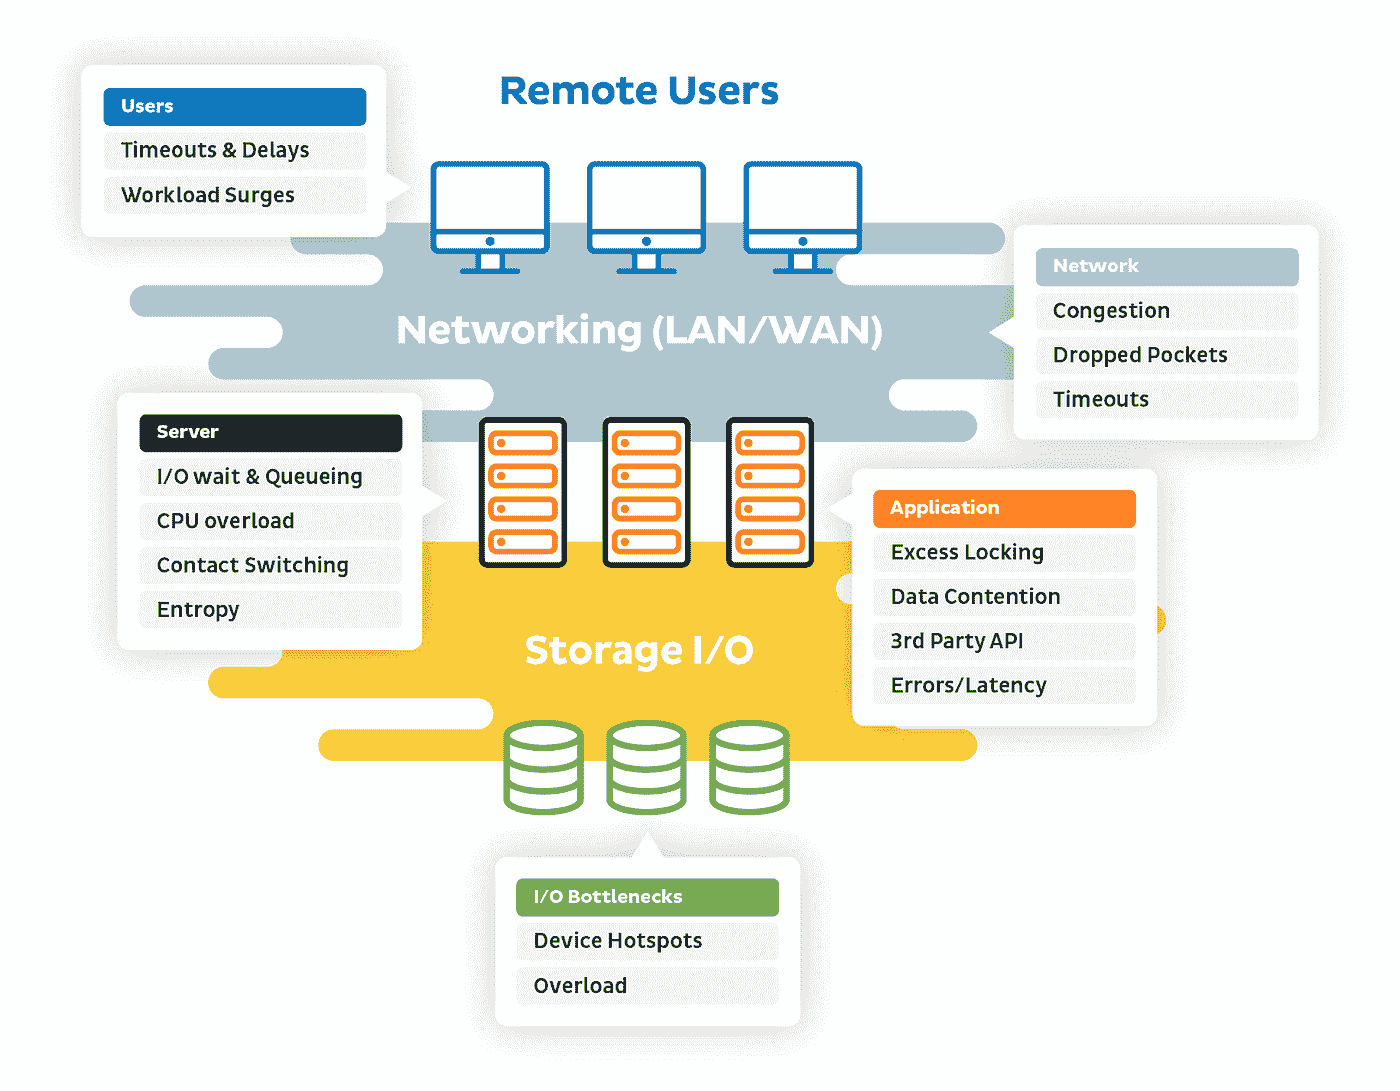 Remote Users
Users
Timeouts & Delays
Workload Surges
Networking (LAN/WAN)
Network
Congestion
Dropped Pockets
Timeouts
Server
I/O wait & Queueing
CPU overload
Contact Switching
Entropy
Application
Excess Locking
Data Contention
3rd Party API
Errors/Latency
Storage I/O
I/O Bottlenecks
Device Hotspots
Overload